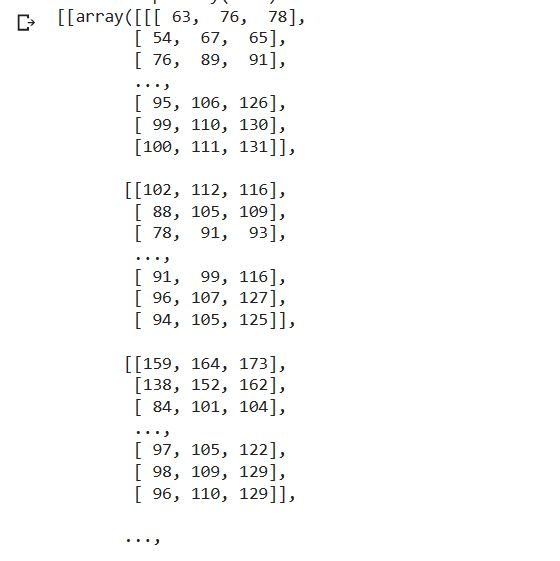 [[array([[[ 63,  76,  78],
[ 54,  67,  65],
[ 76,  89,  91],
...,
[ 95, 106, 126],
[ 99, 110, 130],
[100, 111, 131]],
[[102, 112, 116],
[ 88, 105, 109],
[ 78,  91,  93],
...,
[ 91,  99, 116],
[ 96, 107, 127],
[ 94, 105, 125]],
[[159, 164, 173],
[138, 152, 162],
[ 84, 101, 104],
...,
[ 97, 105, 122],
[ 98, 109, 129],
[ 96, 110, 129]],
...,